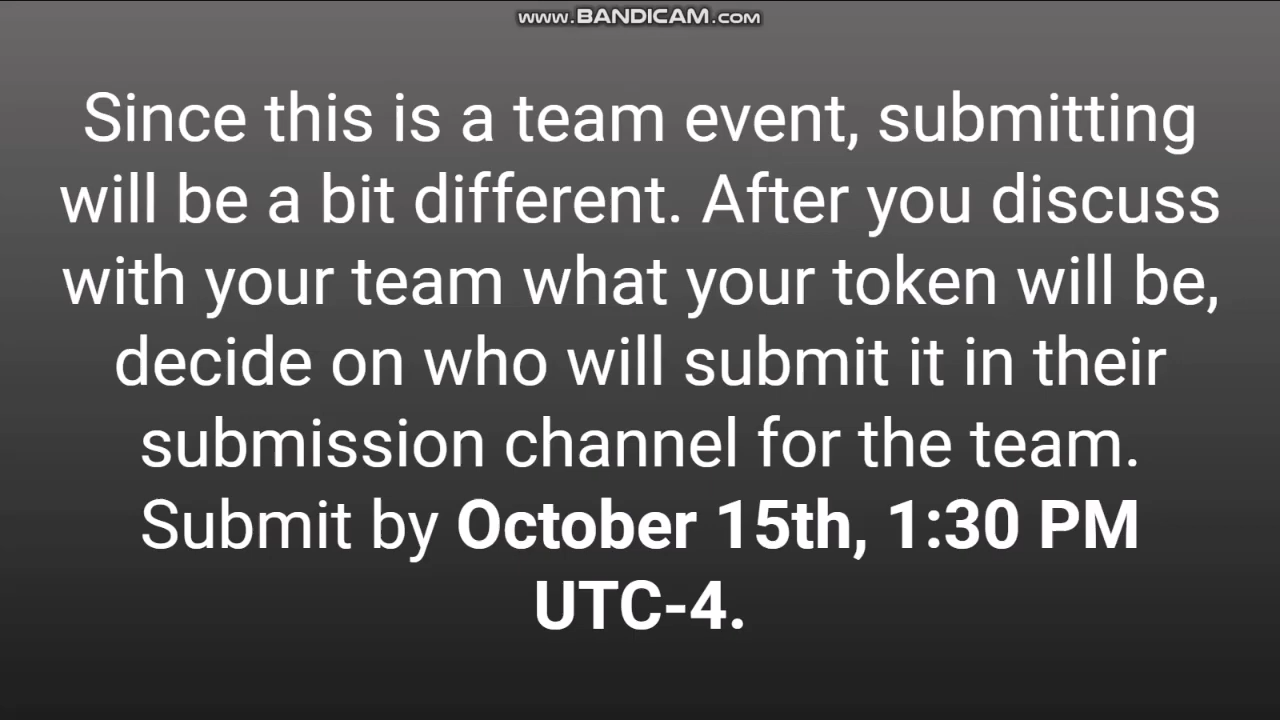 www.BANDICAM.com
Since this is a team event, submitting
will be a bit different. After you discuss
with your team what your token will be,
decide on who will submit it in their
submission channel for the team.
Submit by October 15th, 1:30 PM
UTC-4.